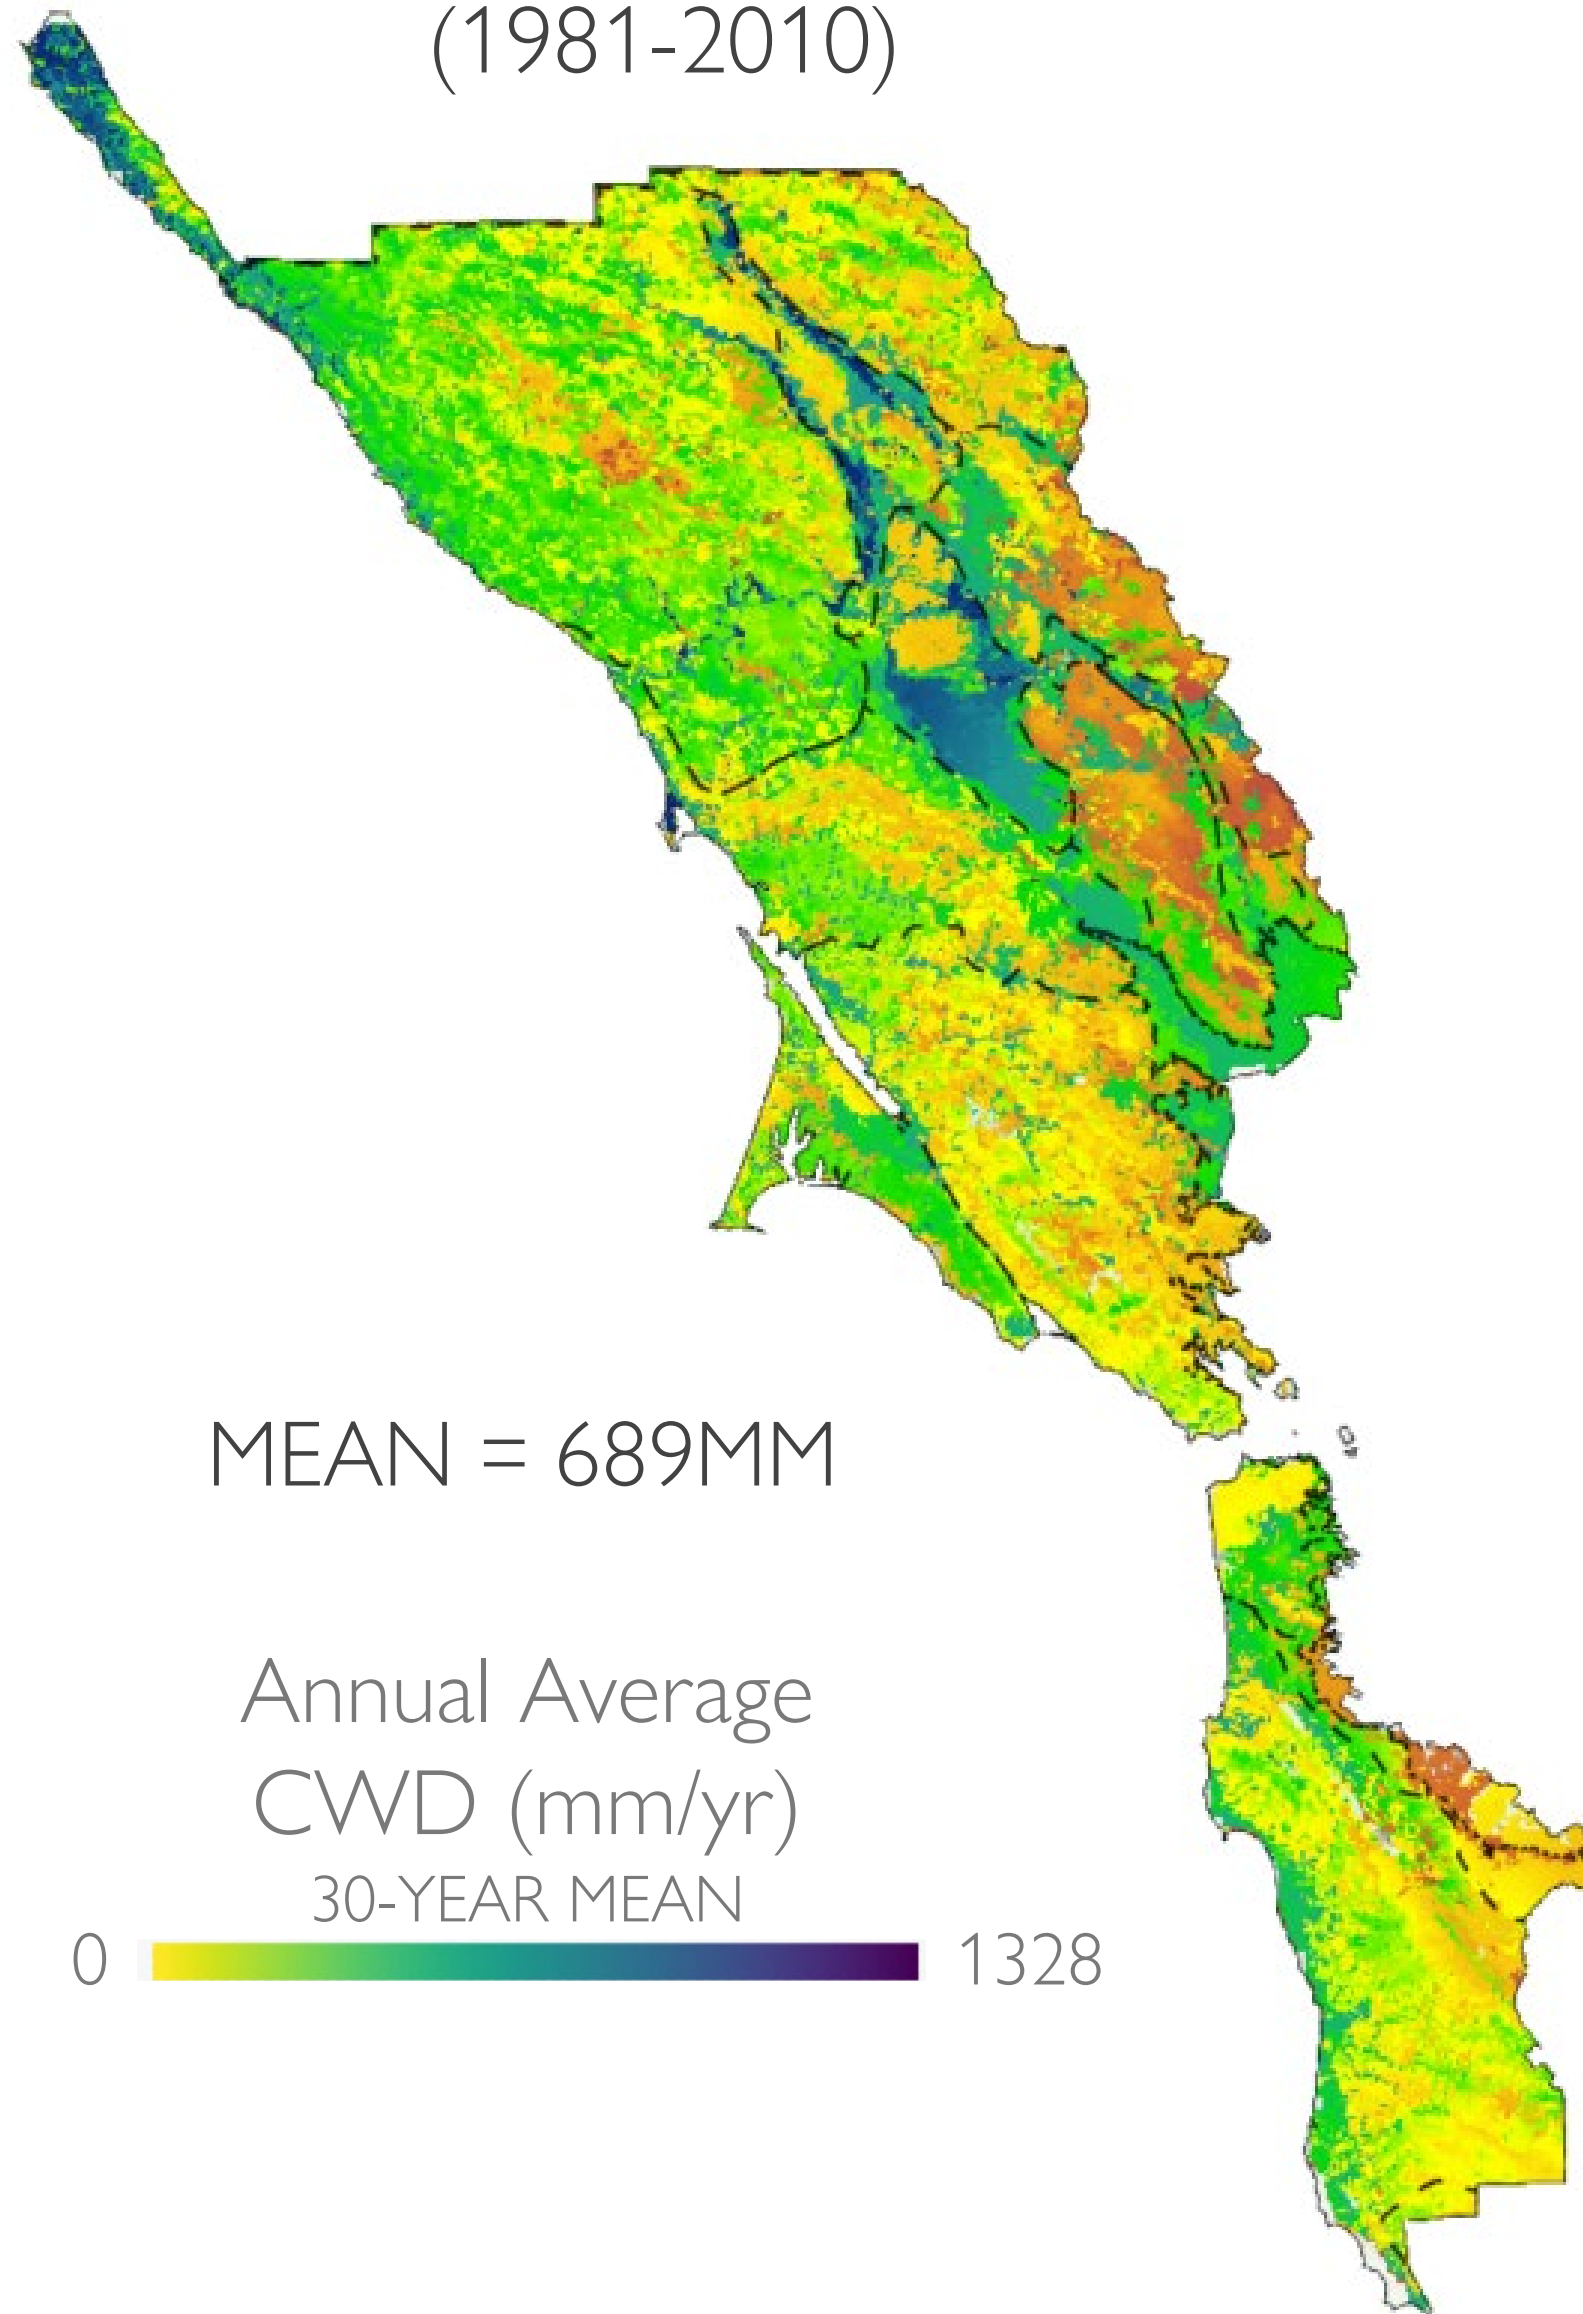 (1981-2010)
MEAN = 689MM
Annual Average
CWD (mm/yr)
30-YEAR MEAN
0 1328